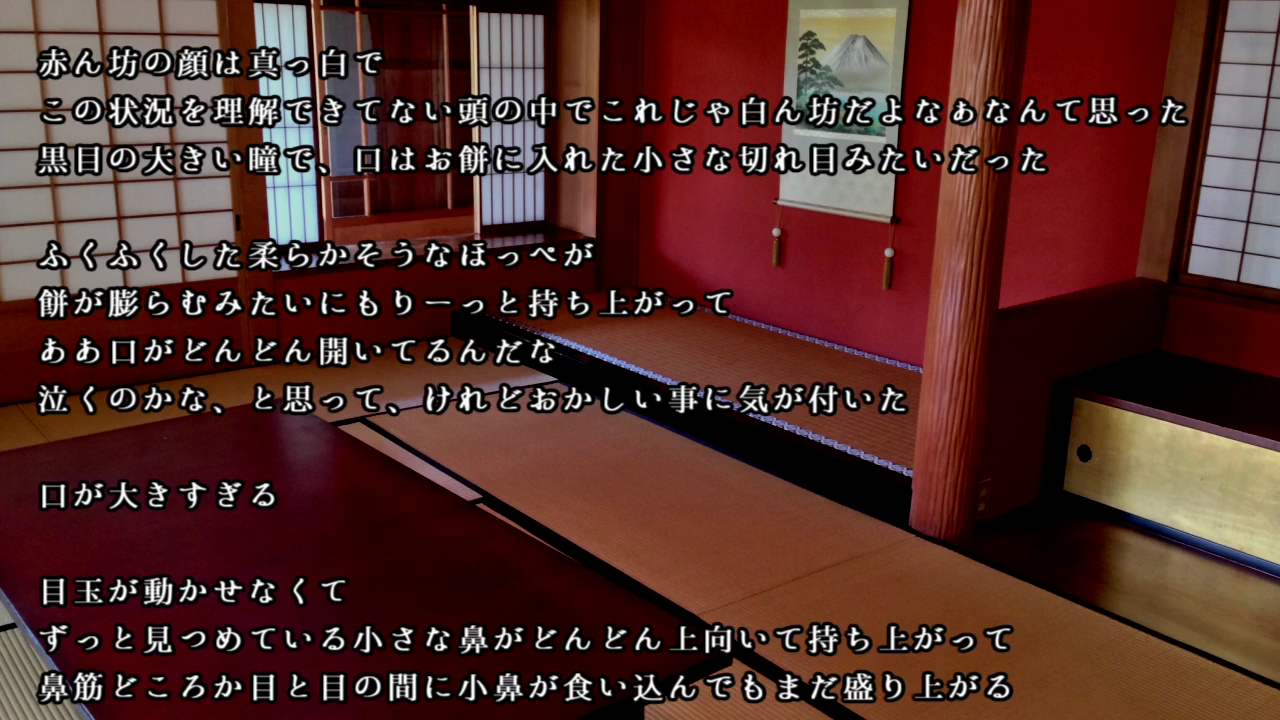 赤ん坊の顔は真っ白で
この状況を理解できてない頭の中でこれじゃ白ん坊だよなぁなんて思った
黒目の大きい瞳で、口はお餅に入れた小さな切れ目みたいだった
ふくふくした柔らかそうなほっぺが
餅が膨らむみたいにもりーっと持ち上がって
ああ口がどんどん開いてるんだな
泣くのかな、と思って、けれどおかしい事に気が付いた
口が大きすぎる
目玉が動かせなくて
ずっと見つめている小さな鼻がどんどん上向いて持ち上がって
鼻筋どころか目と目の間に小鼻が食い込んでもまだ盛り上がる